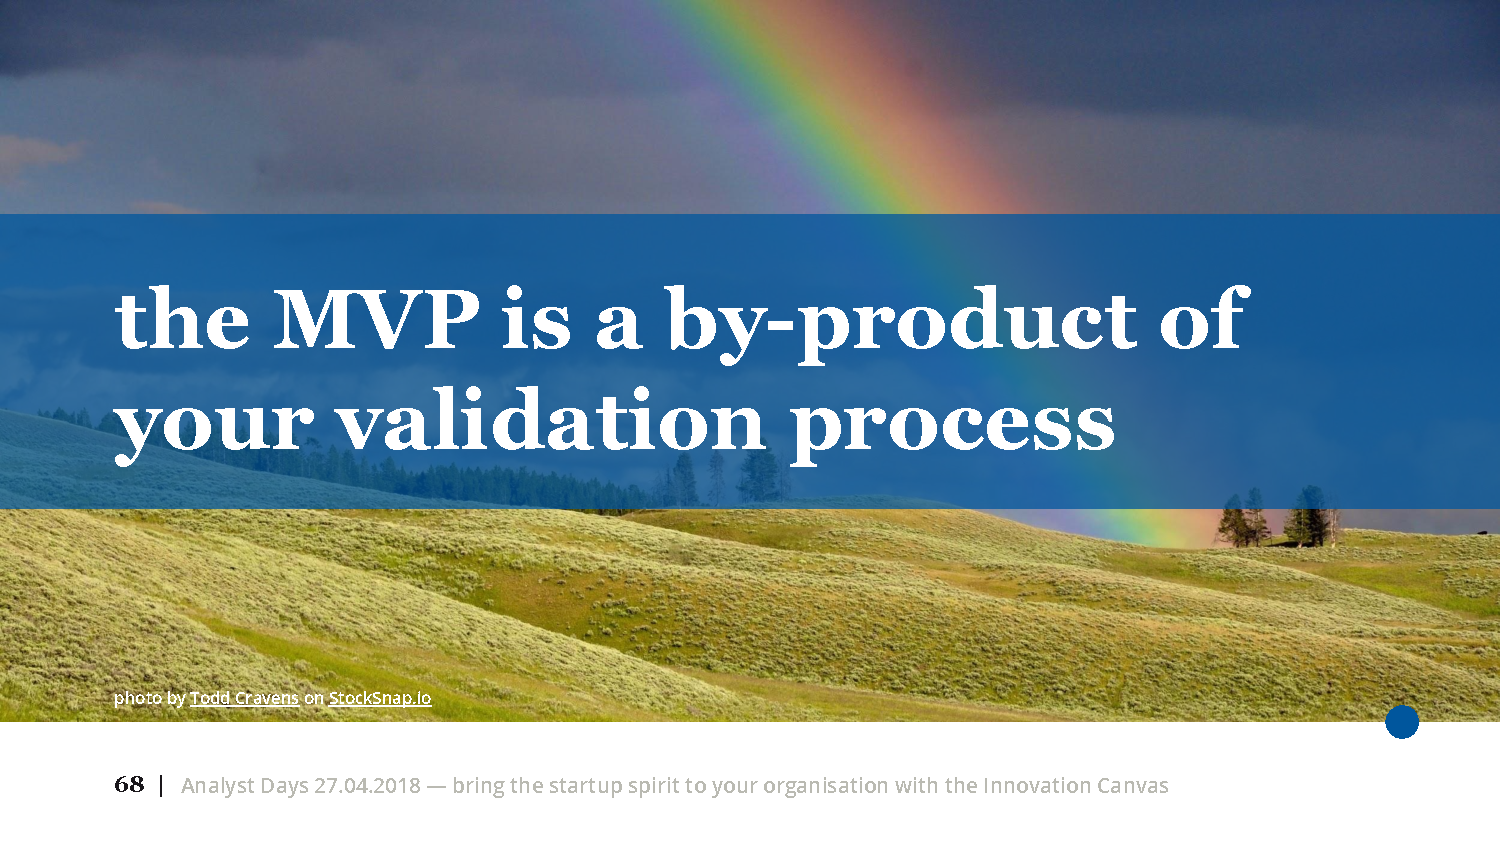 the MVP is a by-product of
your validation process
photo by Todd Cravens on StockSnap.io
68 | Analyst Days 27.04.2018 — bring the startup spirit to your organisation with the Innovation Canvas